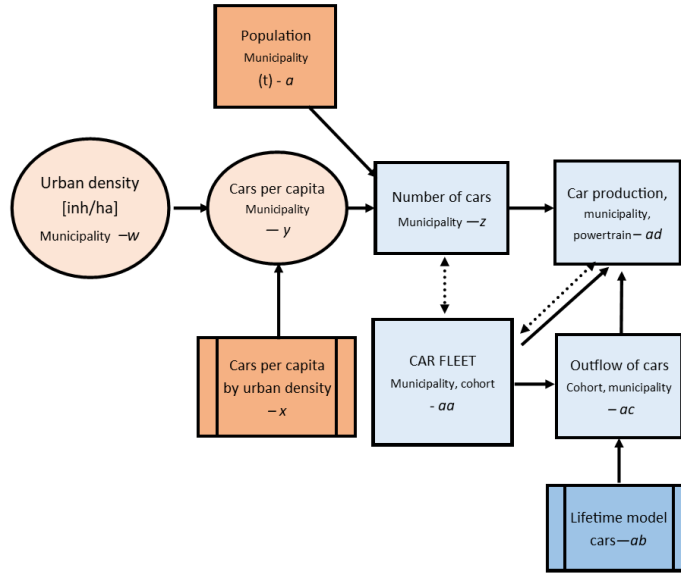 Population
Municipality
(t) - a
Urban density
[inh/ha]
Municipality –w
Cars per capita
Municipality
— y
Number of cars
Municipality —z
Car production,
municipality,
powertrain– ad
Cars per capita
by urban density
– x
CAR FLEET
Municipality, cohort
- aa
Outflow of cars
Cohort, municipality
– ac
Lifetime model
cars—ab